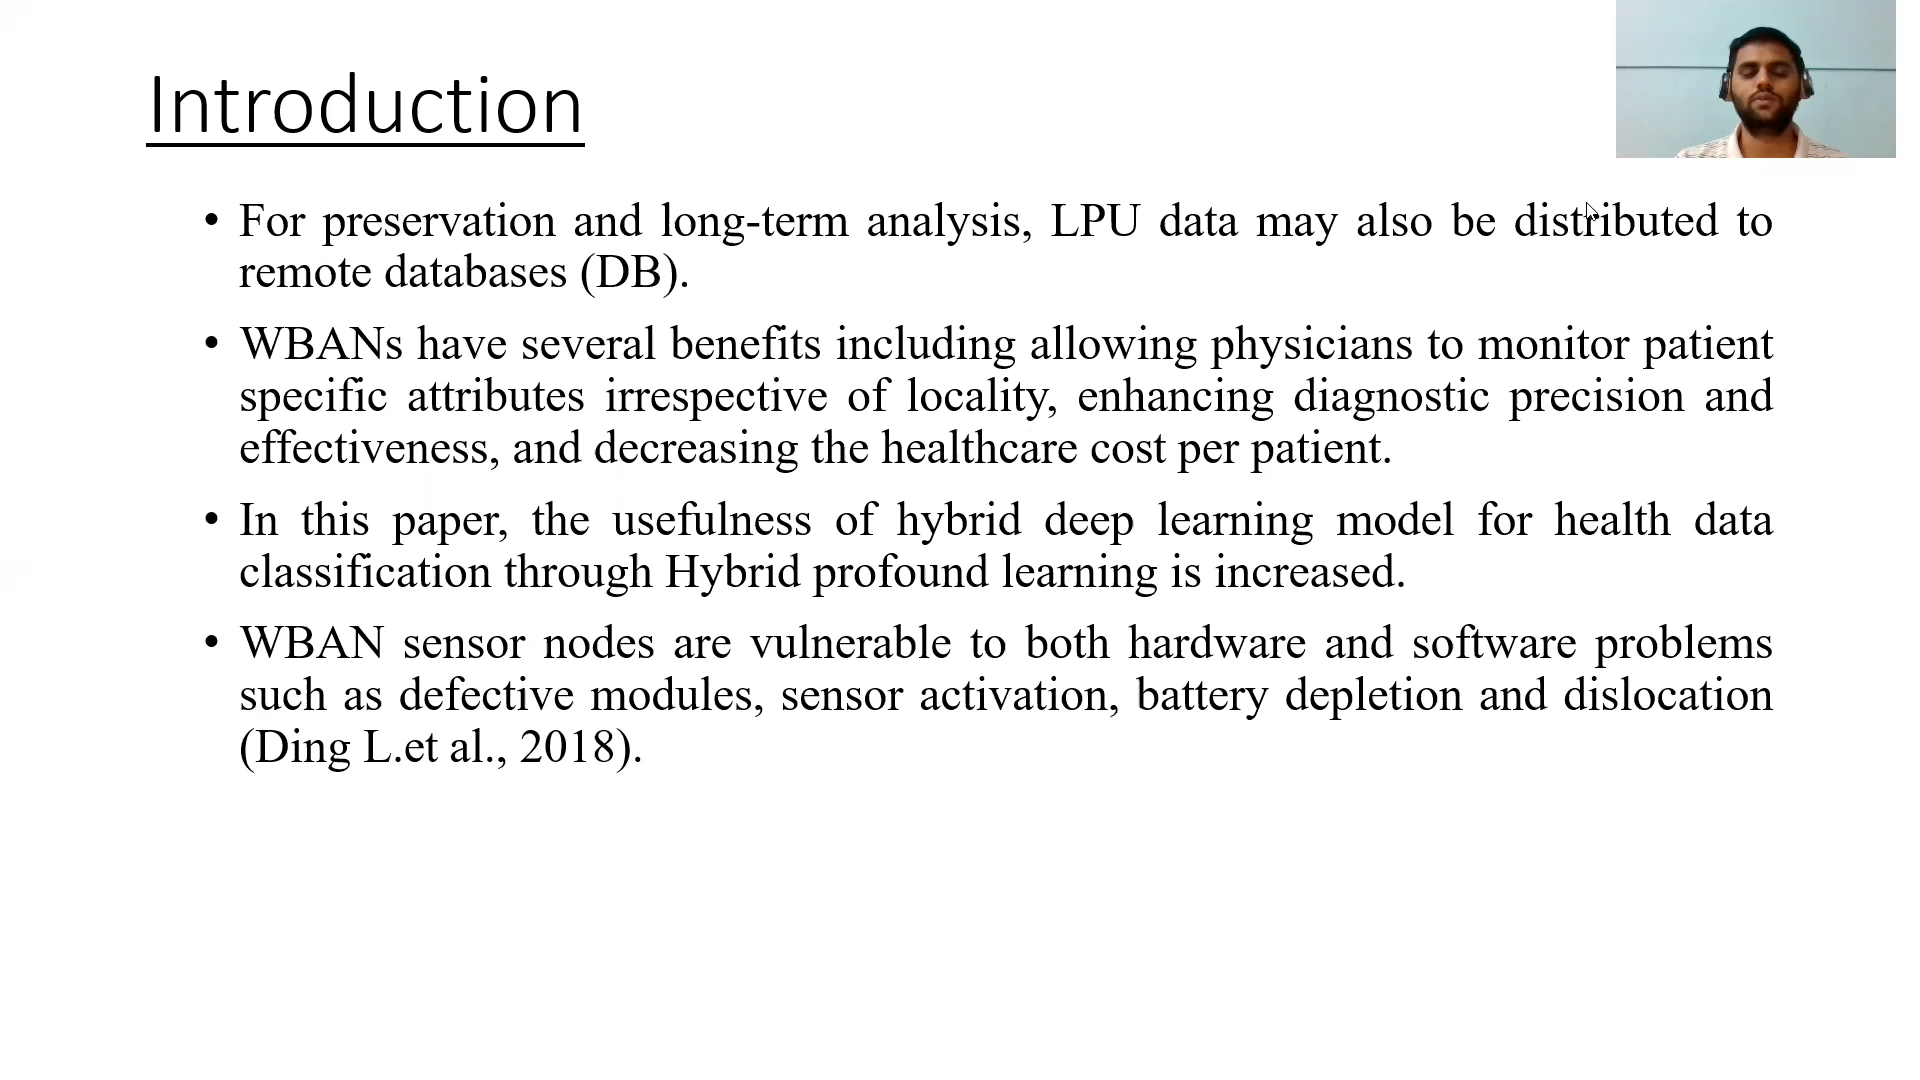 Introduction
• For preservation and long-term analysis, LPU data may also be distributed to
remote databases (DB).
• WBANs have several benefits including allowing physicians to monitor patient
specific attributes irrespective of locality, enhancing diagnostic precision and
effectiveness, and decreasing the healthcare cost per patient.
• In this paper, the usefulness of hybrid deep learning model for health data
classification through Hybrid profound learning is increased.
• WBAN sensor nodes are vulnerable to both hardware and software problems
such as defective modules, sensor activation, battery depletion and dislocation
(Ding L.et al., 2018).